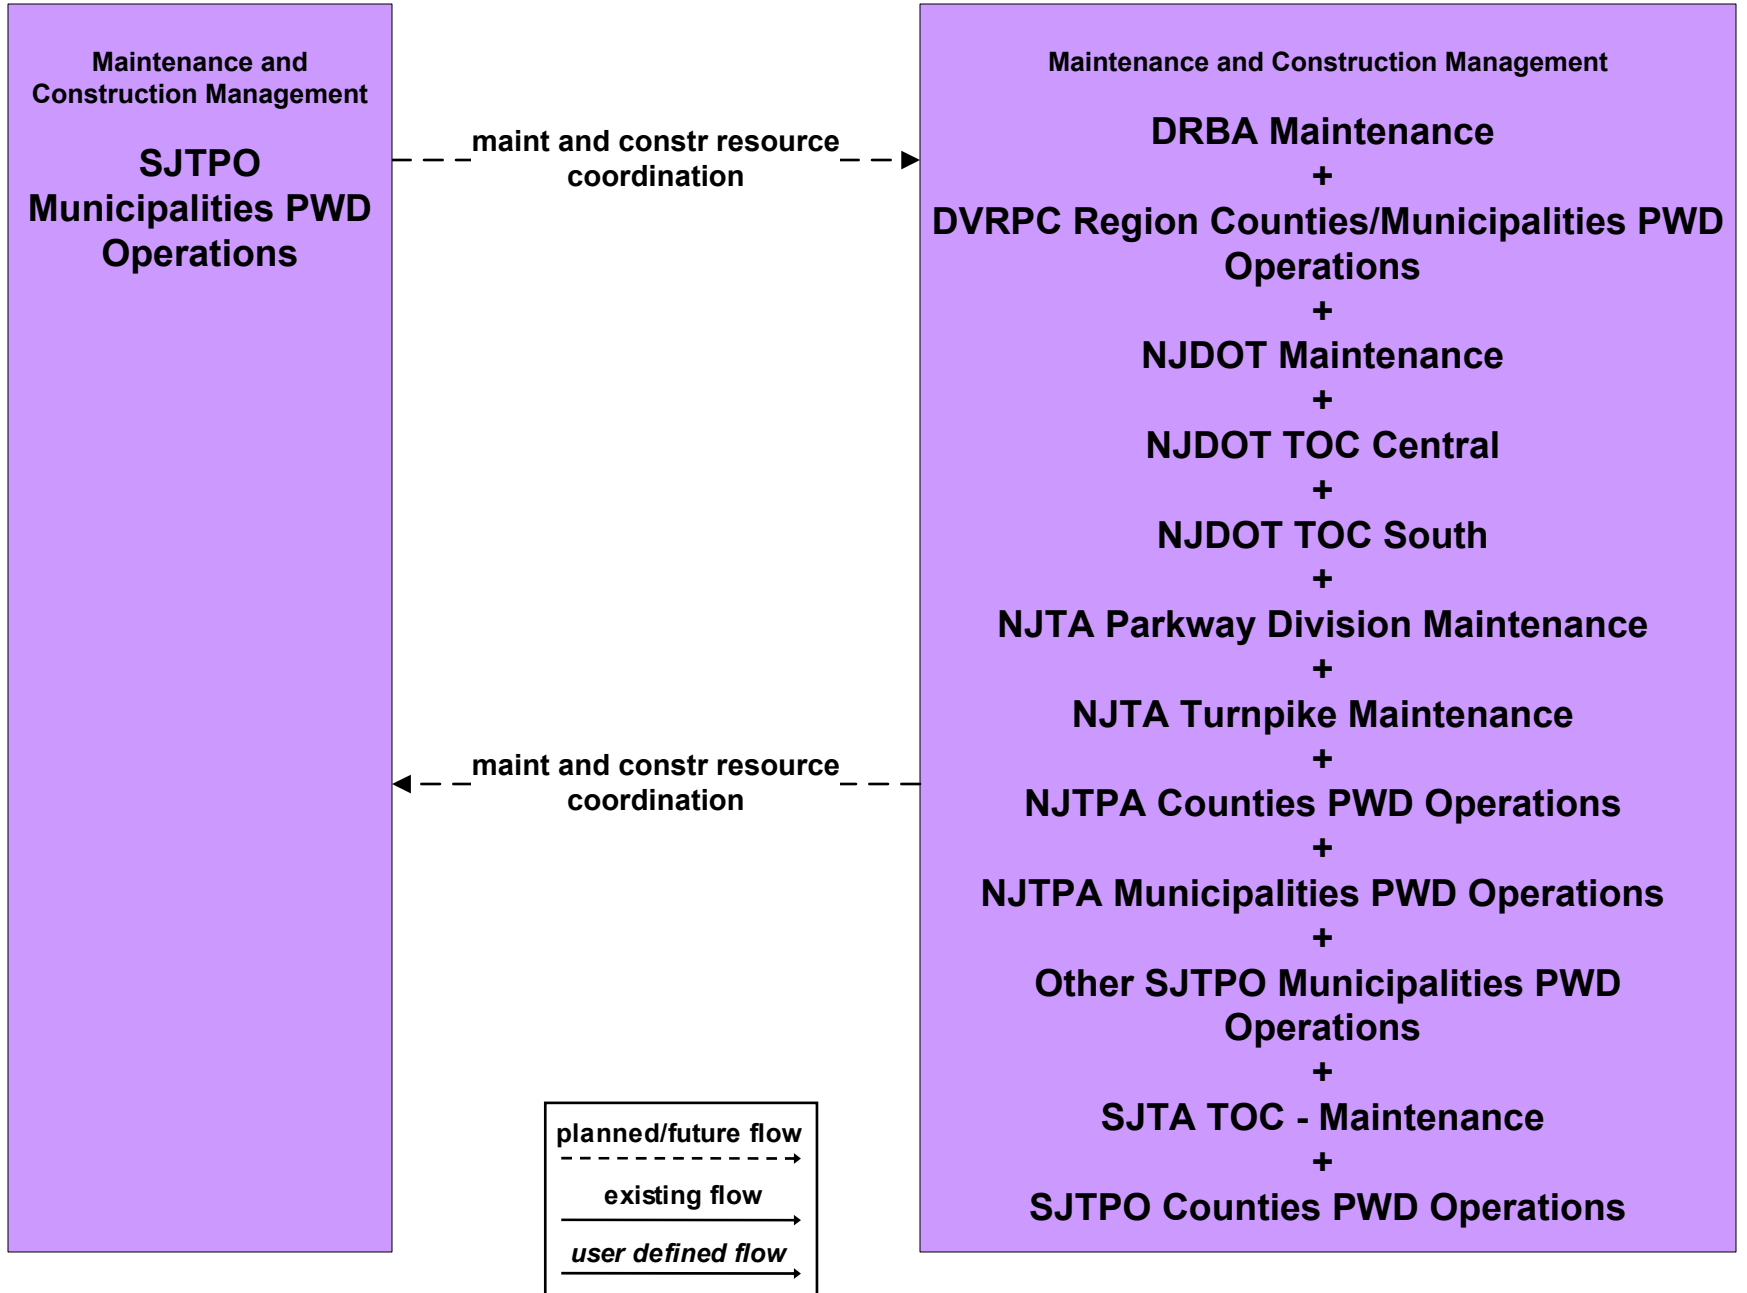 Maintenance and
Construction Management
SJTPO
Municipalities PWD
Operations
maint and constr resource
coordination
maint and constr resource
coordination
Maintenance and Construction Management
DRBA Maintenance
+
DVRPC Region Counties/Municipalities PWD
Operations
+
NJDOT Maintenance
+
NJDOT TOC Central
+
NJDOT TOC South
+
NJTA Parkway Division Maintenance
+
NJTA Turnpike Maintenance
+
NJTPA Counties PWD Operations
+
NJTPA Municipalities PWD Operations
+
Other SJTPO Municipalities PWD
Operations
+
SJTA TOC - Maintenance
+
SJTPO Counties PWD Operations
planned/future flow
existing flow
user defined flow